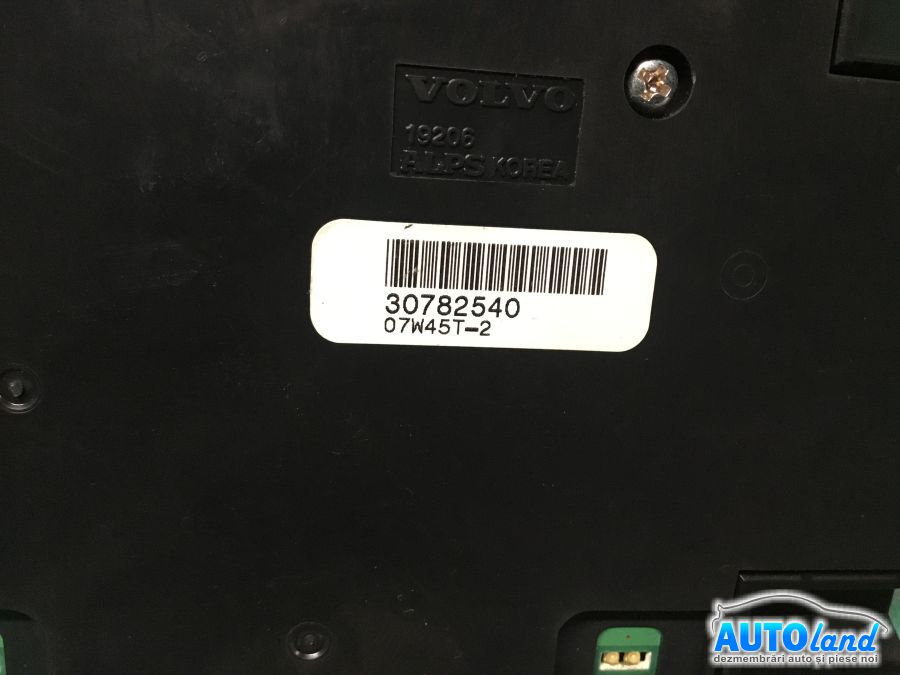 VOLVO
19206
ALPS KOREA
30782540
07W45T-2
AUTOland
dezmembrări auto și piese noi